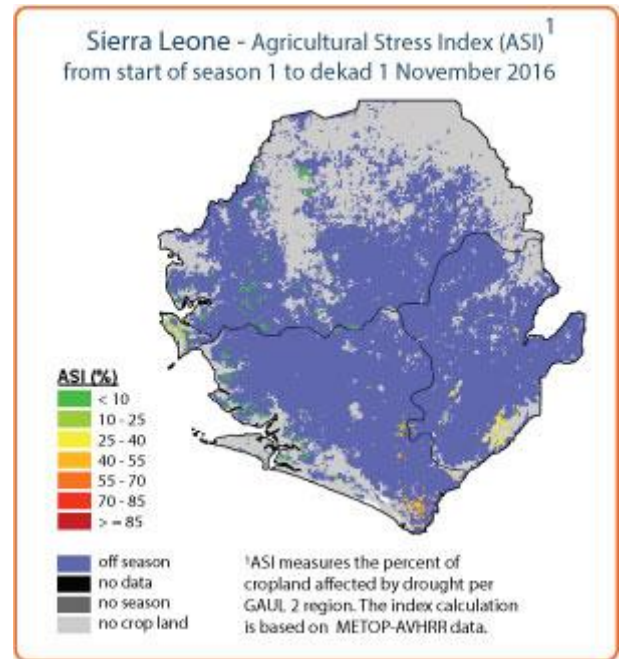 Sierra Leone - Agricultural Stress Index (ASI)1
from start of season 1 to dekad 1 November 2016
ASI (%)
< 10
10 - 25
25 - 40
40 - 55
55 - 70
70 - 85
> = 85
off season
no data
no season
no crop land
1ASI measures the percent of
cropland affected by drought per
GAUL 2 region. The index calculation
is based on METOP-AVHRR data.